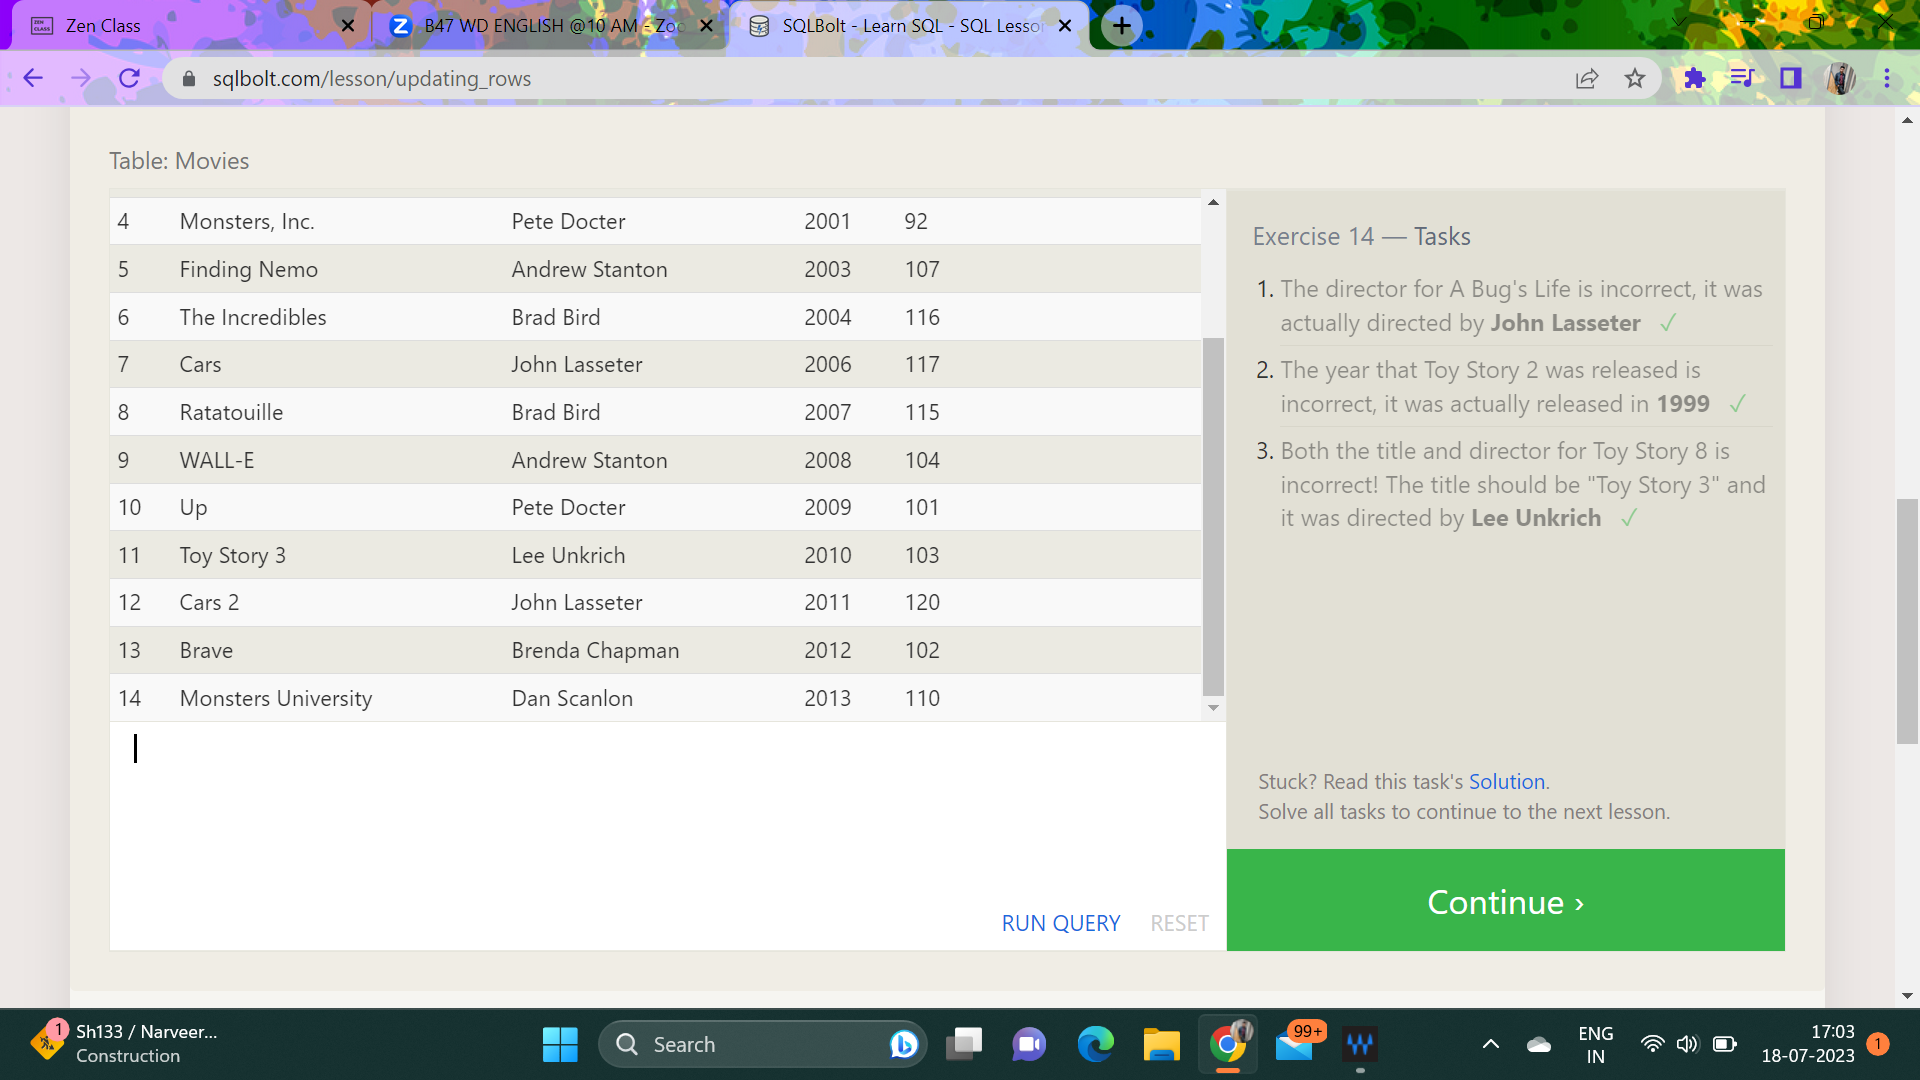 Zen Class
B47 WD ENGLISH @10 AM - Zoo
SQLBolt - Learn SQL - SQL Lesson
sqlbolt.com/lesson/updating_rows
Table: Movies
4 Monsters, Inc. Pete Docter 2001 92
5 Finding Nemo Andrew Stanton 2003 107
6 The Incredibles Brad Bird 2004 116
7 Cars John Lasseter 2006 117
8 Ratatouille Brad Bird 2007 115
9 WALL-E Andrew Stanton 2008 104
10 Up Pete Docter 2009 101
11 Toy Story 3 Lee Unkrich 2010 103
12 Cars 2 John Lasseter 2011 120
13 Brave Brenda Chapman 2012 102
14 Monsters University Dan Scanlon 2013 110
RUN QUERY RESET
Exercise 14 — Tasks
1. The director for A Bug's Life is incorrect, it was
actually directed by John Lasseter ✓
2. The year that Toy Story 2 was released is
incorrect, it was actually released in 1999 ✓
3. Both the title and director for Toy Story 8 is
incorrect! The title should be "Toy Story 3" and
it was directed by Lee Unkrich ✓
Stuck? Read this task's Solution.
Solve all tasks to continue to the next lesson.
Continue ›
1
Sh133 / Narveer...
Construction
Search
99+
ENG
IN
17:03
18-07-2023
1